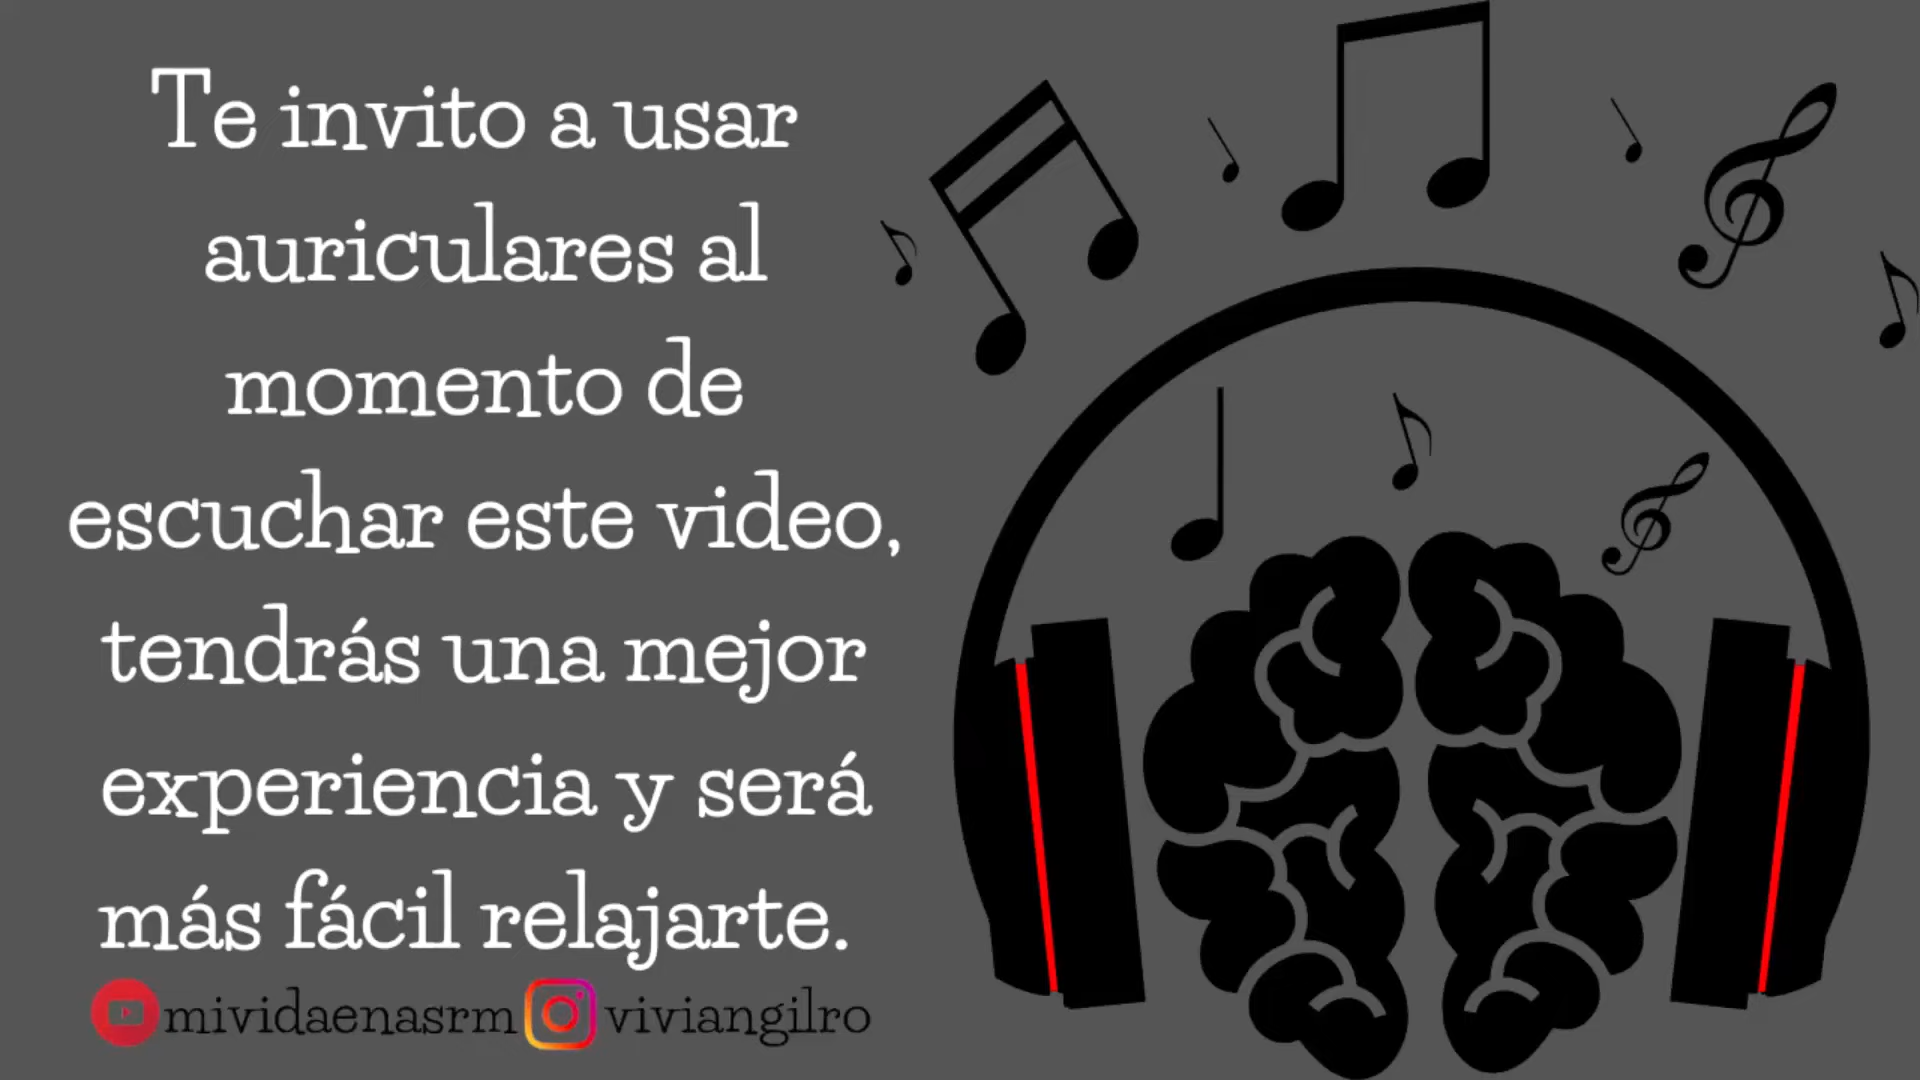 Te invito a usar
auriculares al
momento de
escuchar este video,
tendrás una mejor
experiencia y será
más fácil relajarte.
mividaenasrm viviangilro